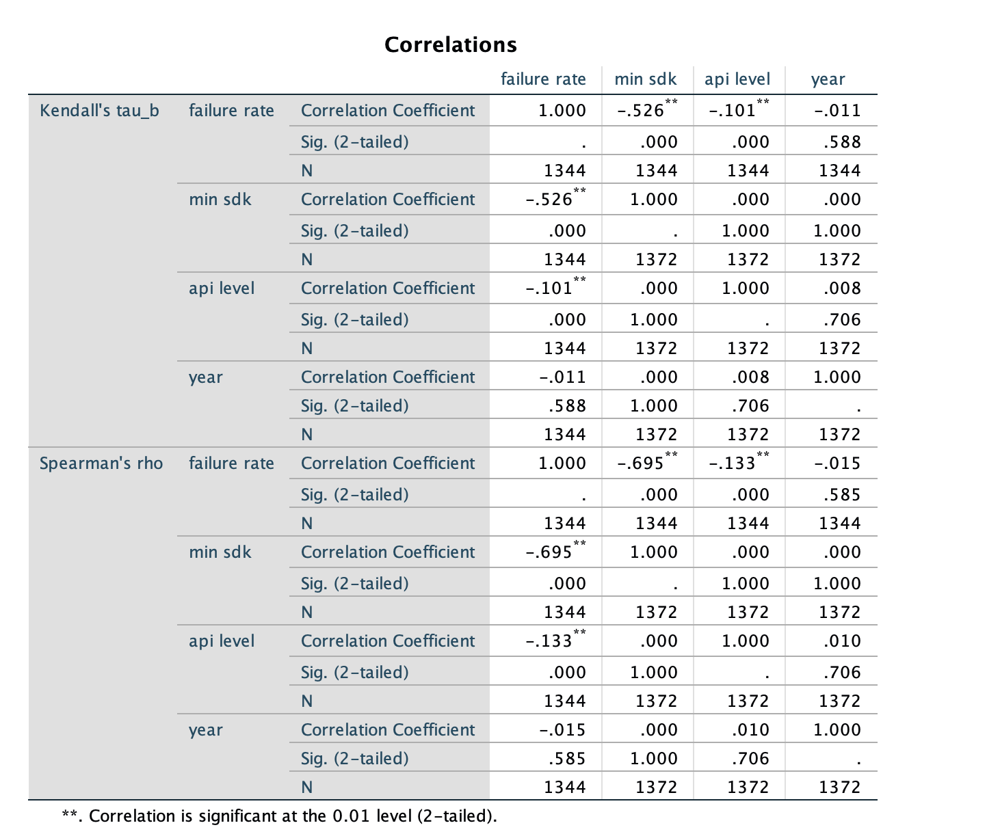 Correlations
failure rate min sdk api level year
Kendall's tau_b failure rate Correlation Coefficient 1.000 -.526** -.101** -.011
Sig. (2-tailed) . .000 .000 .588
N 1344 1344 1344 1344
min sdk Correlation Coefficient -.526** 1.000 .000 .000
Sig. (2-tailed) .000 . 1.000 1.000
N 1344 1372 1372 1372
api level Correlation Coefficient -.101** .000 1.000 .008
Sig. (2-tailed) .000 1.000 . .706
N 1344 1372 1372 1372
year Correlation Coefficient -.011 .000 .008 1.000
Sig. (2-tailed) .588 1.000 .706 .
N 1344 1372 1372 1372
Spearman's rho failure rate Correlation Coefficient 1.000 -.695** -.133** -.015
Sig. (2-tailed) . .000 .000 .585
N 1344 1344 1344 1344
min sdk Correlation Coefficient -.695** 1.000 .000 .000
Sig. (2-tailed) .000 . 1.000 1.000
N 1344 1372 1372 1372
api level Correlation Coefficient -.133** .000 1.000 .010
Sig. (2-tailed) .000 1.000 . .706
N 1344 1372 1372 1372
year Correlation Coefficient -.015 .000 .010 1.000
Sig. (2-tailed) .585 1.000 .706 .
N 1344 1372 1372 1372
**. Correlation is significant at the 0.01 level (2-tailed).